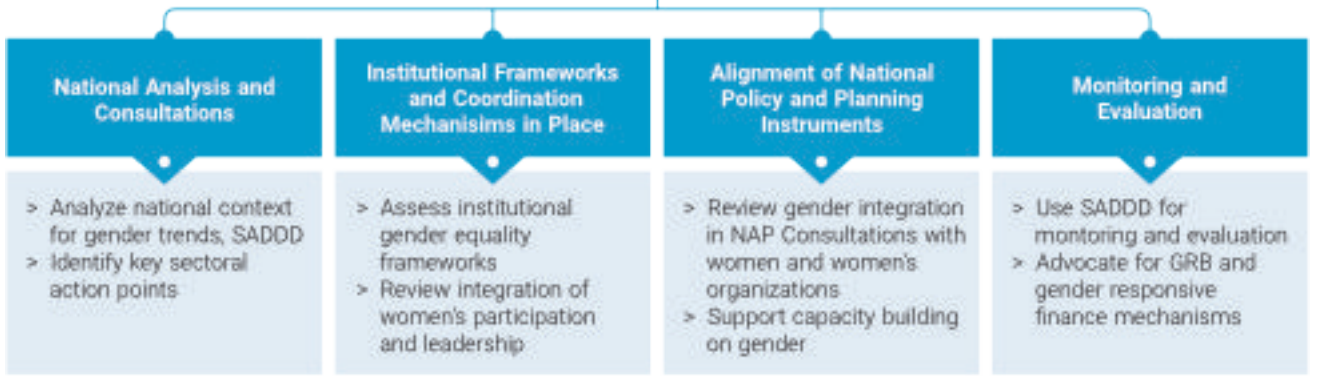 National Analysis and
Consultations
Institutional Frameworks
and Coordination
Mechanisims in Place
Alignment of National
Policy and Planning
Instruments
Monitoring and
Evaluation
> Analyze national context
for gender trends, SADDD
> Identify key sectoral
action points
> Assess institutional
gender equality
frameworks
> Review integration of
women's participation
and leadership
> Review gender integration
in NAP Consultations with
women and women's
organizations
> Support capacity building
on gender
> Use SADDD for
montoring and evaluation
> Advocate for GRB and
gender responsive
finance mechanisms